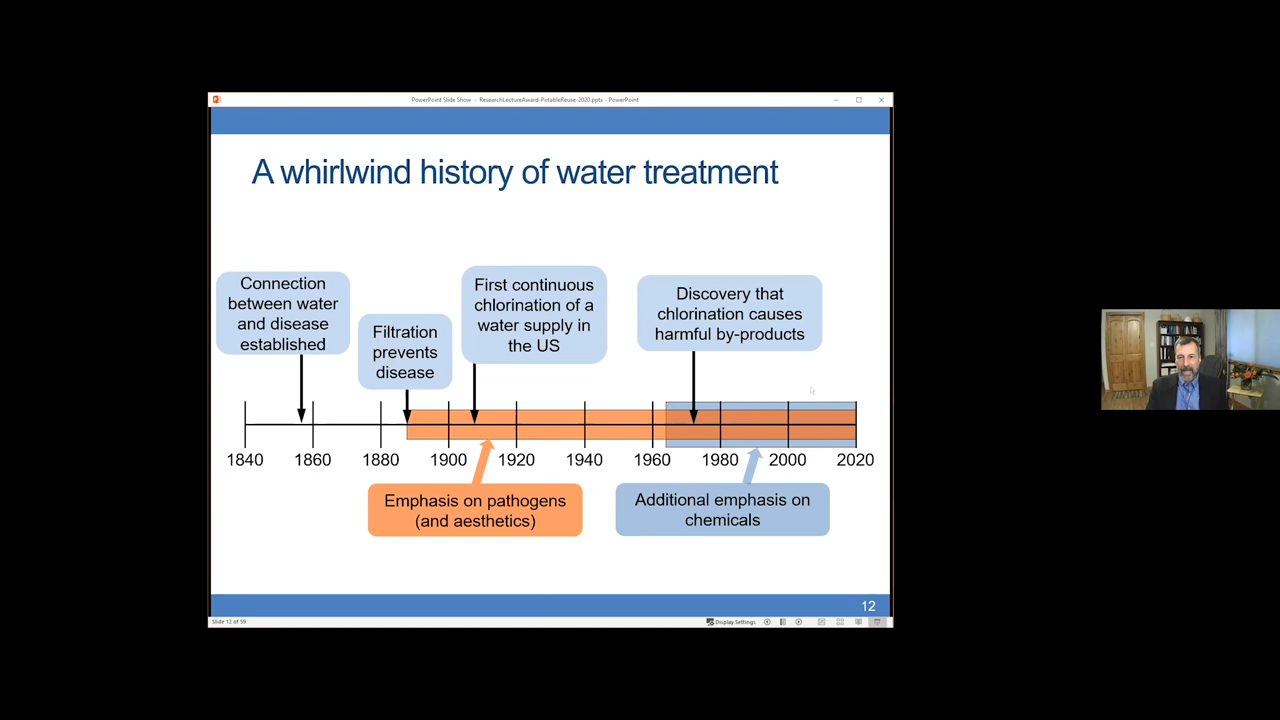 PowerPoint Slide Show - ResearchLectureAward-PotableReuse-2020.pptx - PowerPoint
A whirlwind history of water treatment
Connection
between water
and disease
established
Filtration
prevents
disease
First continuous
chlorination of a
water supply in
the US
Discovery that
chlorination causes
harmful by-products
1840 1860 1880 1900 1920 1940 1960 1980 2000 2020
Emphasis on pathogens
(and aesthetics)
Additional emphasis on
chemicals
12
Slide 12 of 59
Display Settings